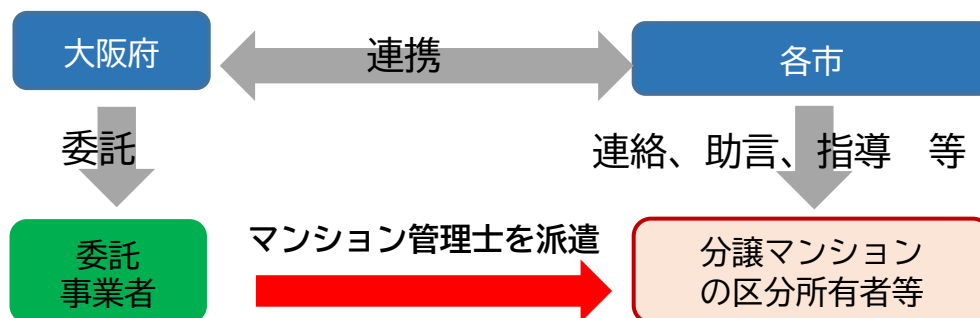 大阪府
連携
各市
委託
連絡、助言、指導　等
委託
事業者
マンション管理士を派遣
分譲マンション
の区分所有者等